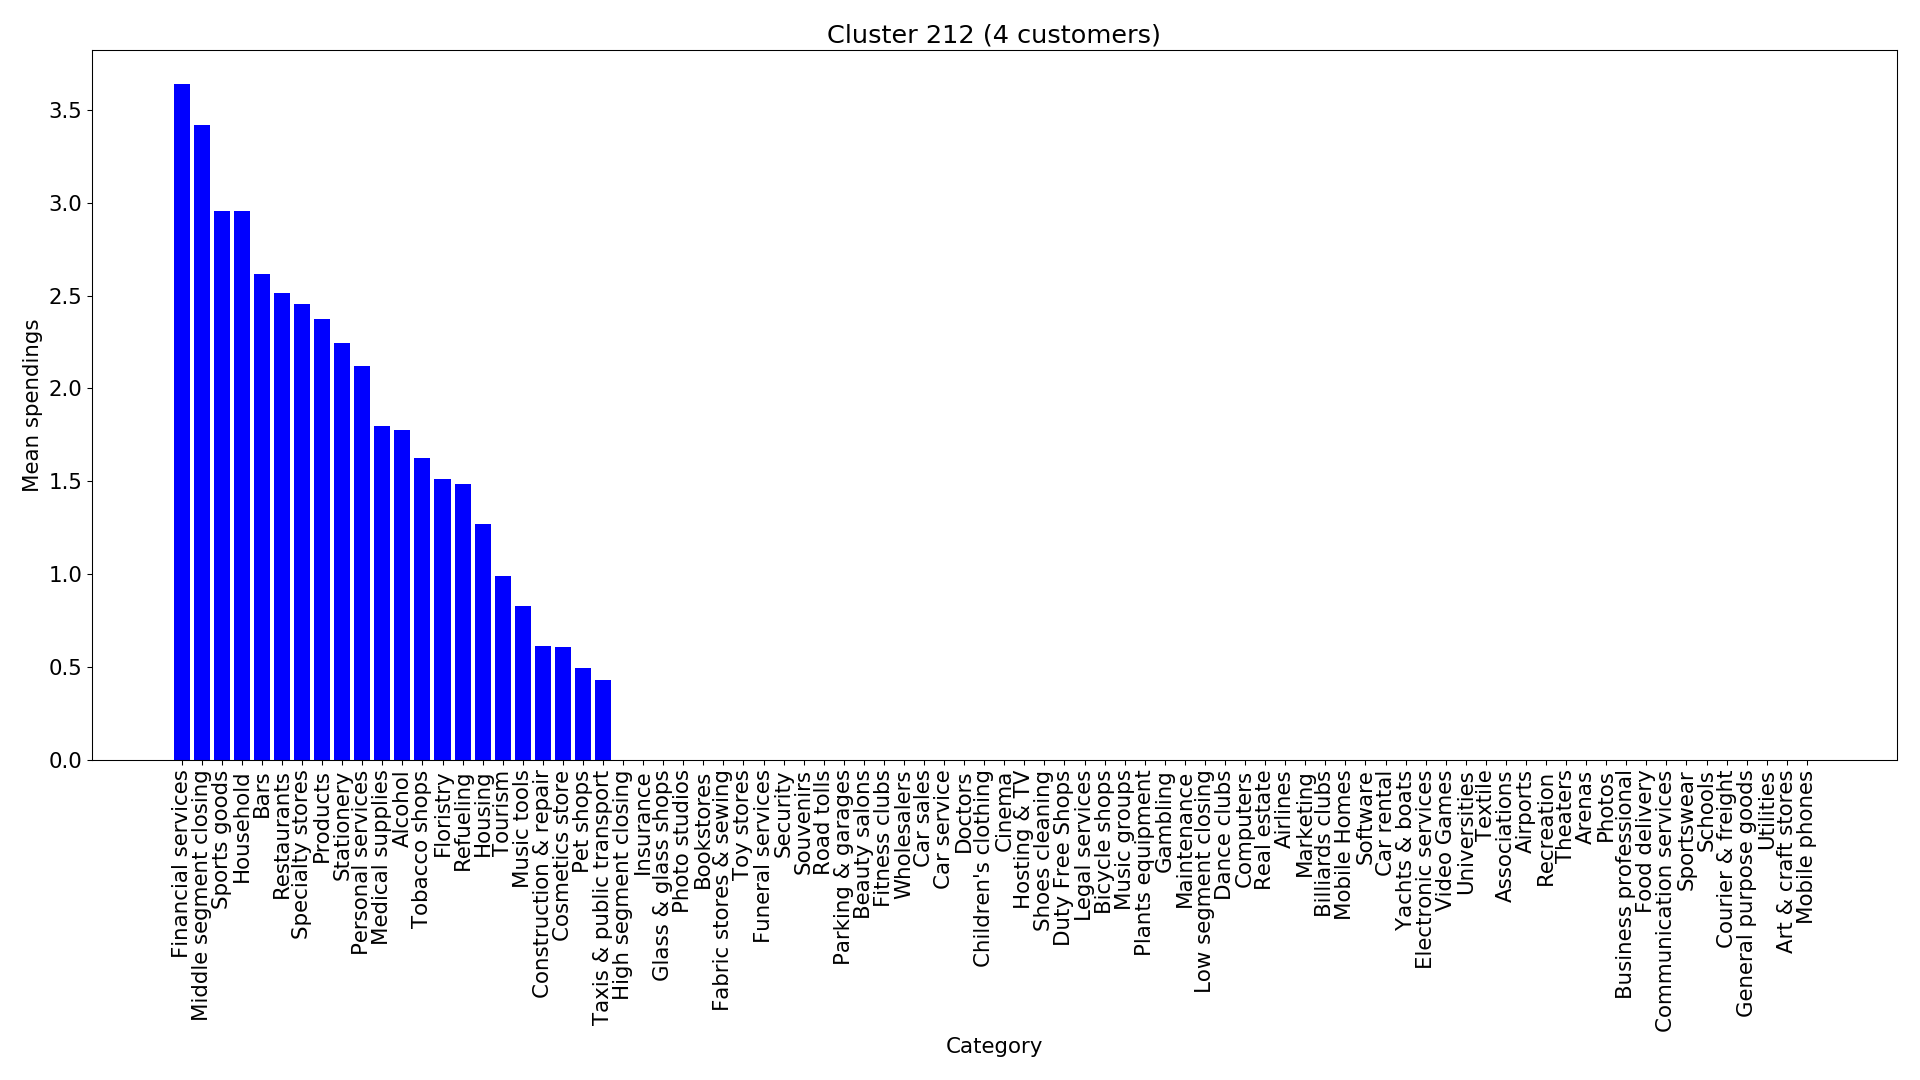 Cluster 212 (4 customers)
Mean spendings
3.5
3.0
2.5
2.0
1.5
1.0
0.5
0.0
Financial services
Middle segment closing
Sports goods
Household
Bars
Restaurants
Specialty stores
Products
Stationery
Personal services
Medical supplies
Alcohol
Tobacco shops
Floristry
Refueling
Housing
Tourism
Music tools
Construction & repair
Cosmetics store
Pet shops
Taxis & public transport
High segment closing
Insurance
Glass & glass shops
Photo studios
Bookstores
Fabric stores & sewing
Toy stores
Funeral services
Security
Souvenirs
Road tolls
Parking & garages
Beauty salons
Fitness clubs
Wholesalers
Car sales
Car service
Doctors
Children's clothing
Cinema
Hosting & TV
Shoes cleaning
Duty Free Shops
Legal services
Bicycle shops
Music groups
Plants equipment
Gambling
Maintenance
Low segment closing
Dance clubs
Computers
Real estate
Airlines
Marketing
Billiards clubs
Mobile Homes
Software
Car rental
Yachts & boats
Electronic services
Video Games
Universities
Textile
Associations
Airports
Recreation
Theaters
Arenas
Photos
Business professional
Food delivery
Communication services
Sportswear
Schools
Courier & freight
General purpose goods
Utilities
Art & craft stores
Mobile phones
Category